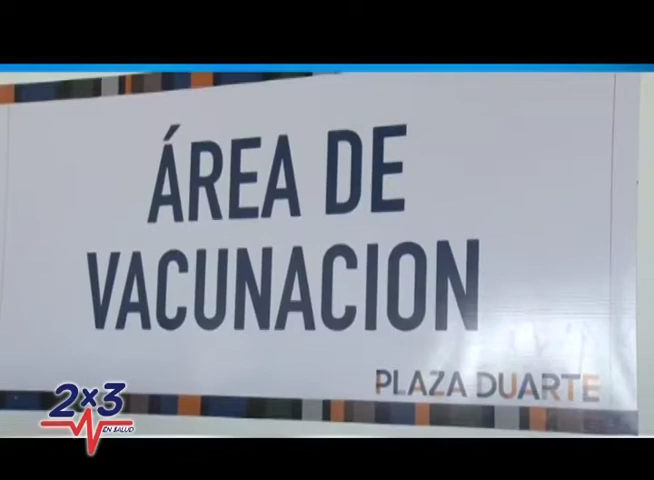 ÁREA DE
VACUNACION
PLAZA DUARTE
2x3
EN SALUD